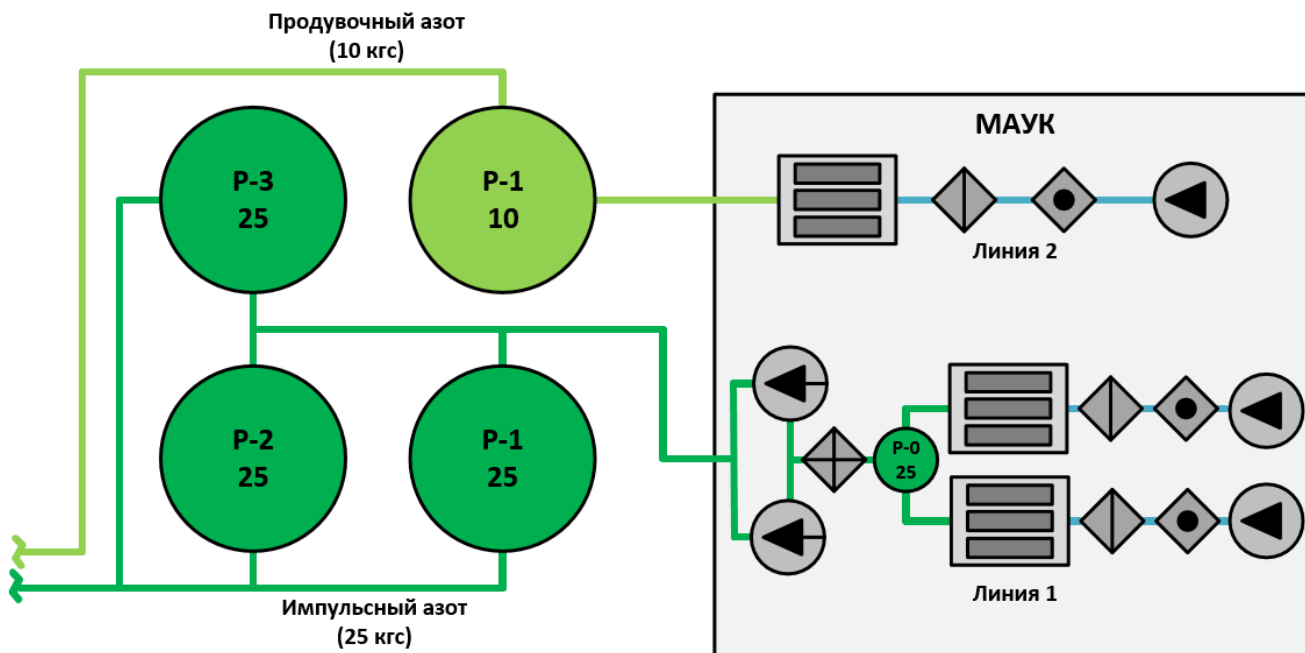 Продувочный азот
(10 кгс)
МАУК
Р-3
25
Р-1
10
Линия 2
Р-2
25
Р-1
25
Р-0
25
Линия 1
Импульсный азот
(25 кгс)